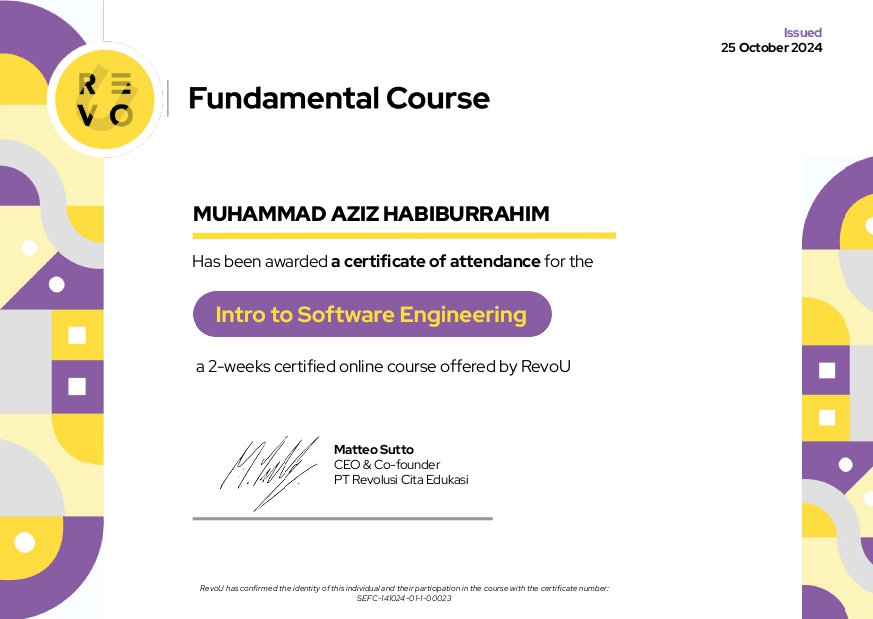 Issued
25 October 2024
RE
VO
Fundamental Course
MUHAMMAD AZIZ HABIBURRAHIM
Has been awarded a certificate of attendance for the
Intro to Software Engineering
a 2-weeks certified online course offered by RevoU
Matteo Sutto
CEO & Co-founder
PT Revolusi Cita Edukasi
RevoU has confirmed the identity of this individual and their participation in the course with the certificate number:
SEFC-141024-01-1-00023